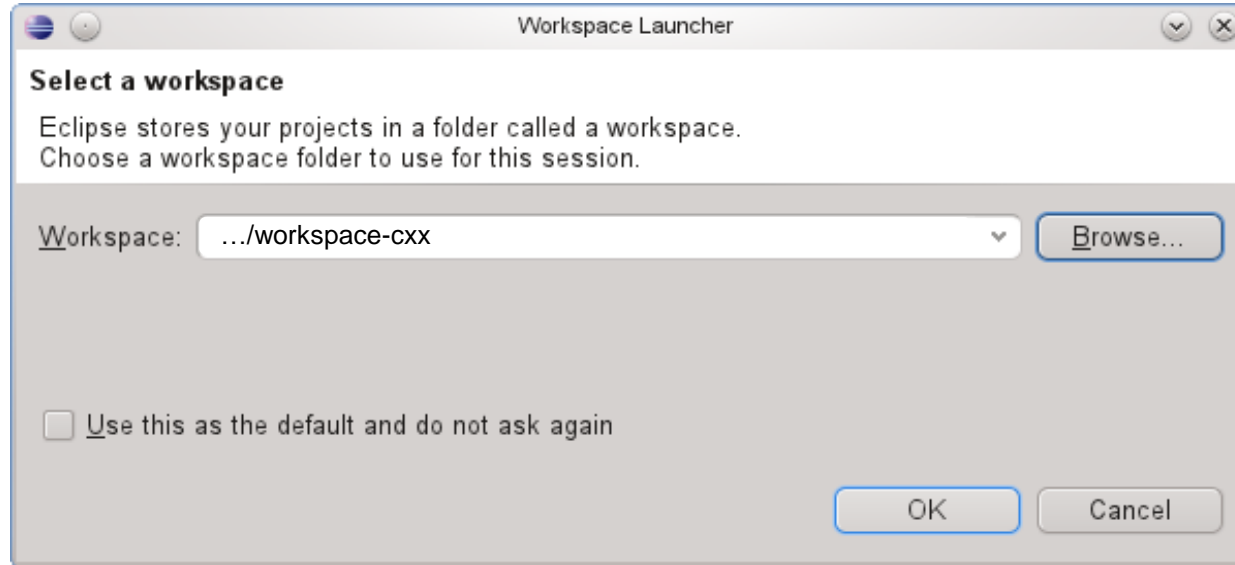 Workspace Launcher
Select a workspace
Eclipse stores your projects in a folder called a workspace.
Choose a workspace folder to use for this session.
Workspace: …/workspace-cxx Browse...
Use this as the default and do not ask again
OK Cancel